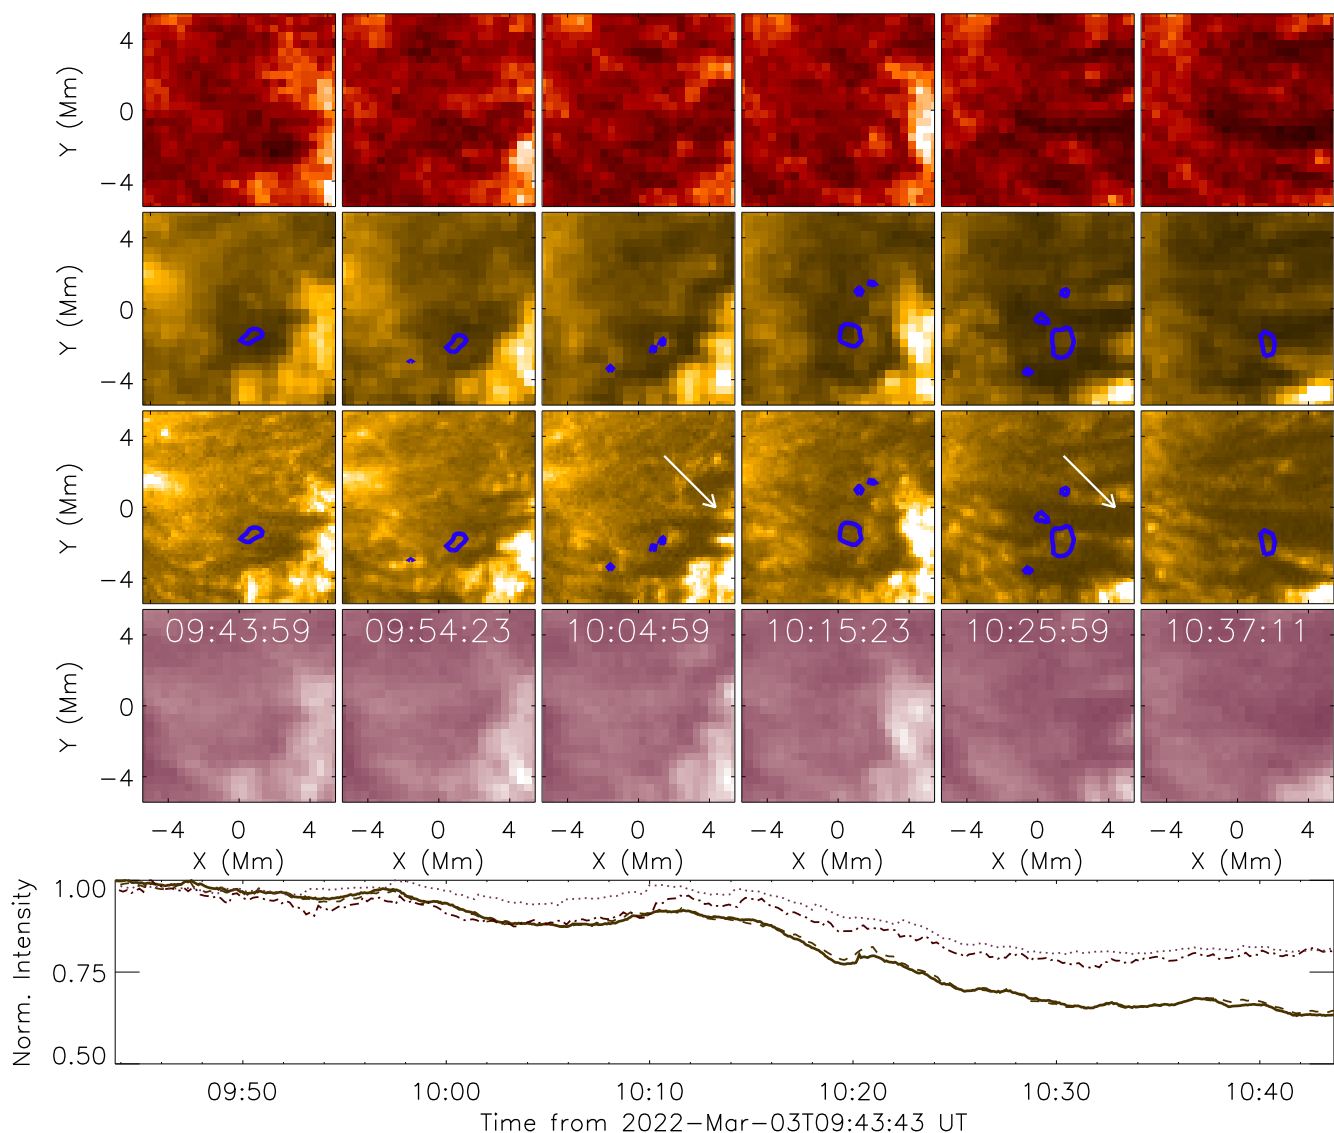 4
0
−4
Y (Mm)
4
0
−4
Y (Mm)
4
0
−4
Y (Mm)
09:43:59 09:54:23 10:04:59 10:15:23 10:25:59 10:37:11
4
0
−4
Y (Mm)
−4 0 4 −4 0 4 −4 0 4 −4 0 4 −4 0 4 −4 0 4
X (Mm) X (Mm) X (Mm) X (Mm) X (Mm) X (Mm)
1.00
0.75
0.50
Norm. Intensity
09:50 10:00 10:10 10:20 10:30 10:40
Time from 2022−Mar−03T09:43:43 UT